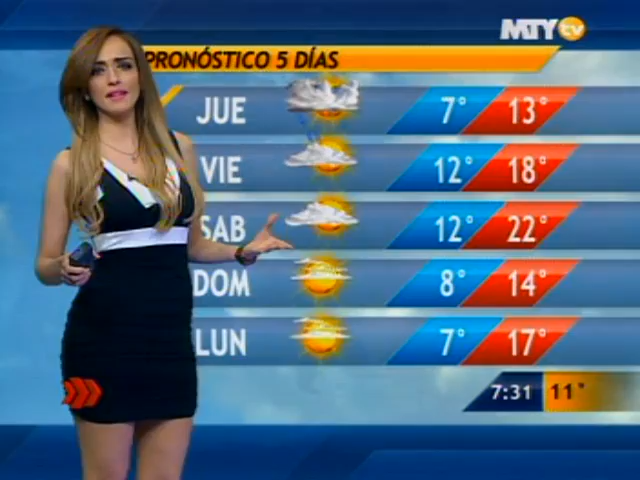 MTY tv
PRONÓSTICO 5 DÍAS
JUE 7° 13°
VIE 12° 18°
SAB 12° 22°
DOM 8° 14°
LUN 7° 17°
7:31 11°